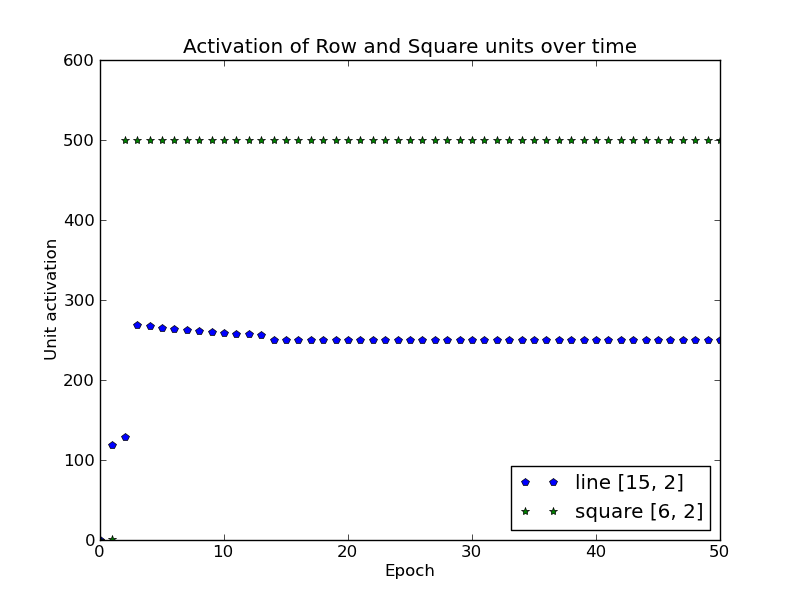 Activation of Row and Square units over time
600
500
400
300
200
100
0
Unit activation
0 10 20 30 40 50
Epoch
line [15, 2]
square [6, 2]